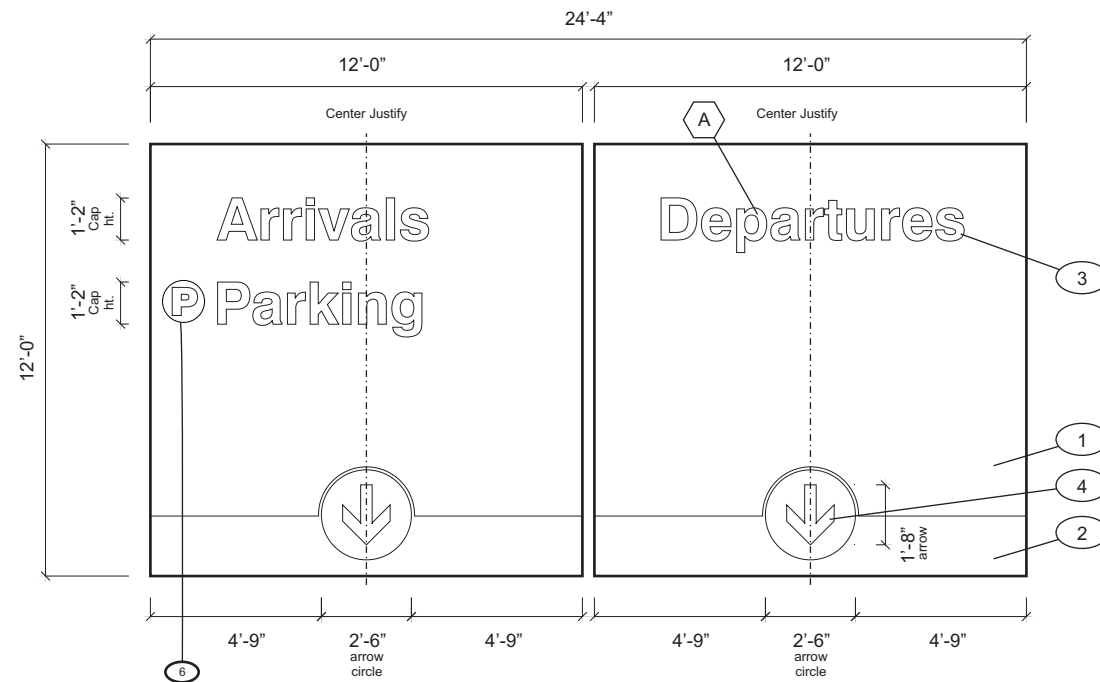 24’-4”
12’-0”
12’-0”
Center Justify
Center Justify
A
1’-2”
Cap
ht.
Arrivals
Departures
3
1’-2”
Cap
ht.
P Parking
12’-0”
1
4
1’-8”
arrow
2
4’-9”
2’-6”
arrow
circle
4’-9”
4’-9”
2’-6”
arrow
circle
4’-9”
6